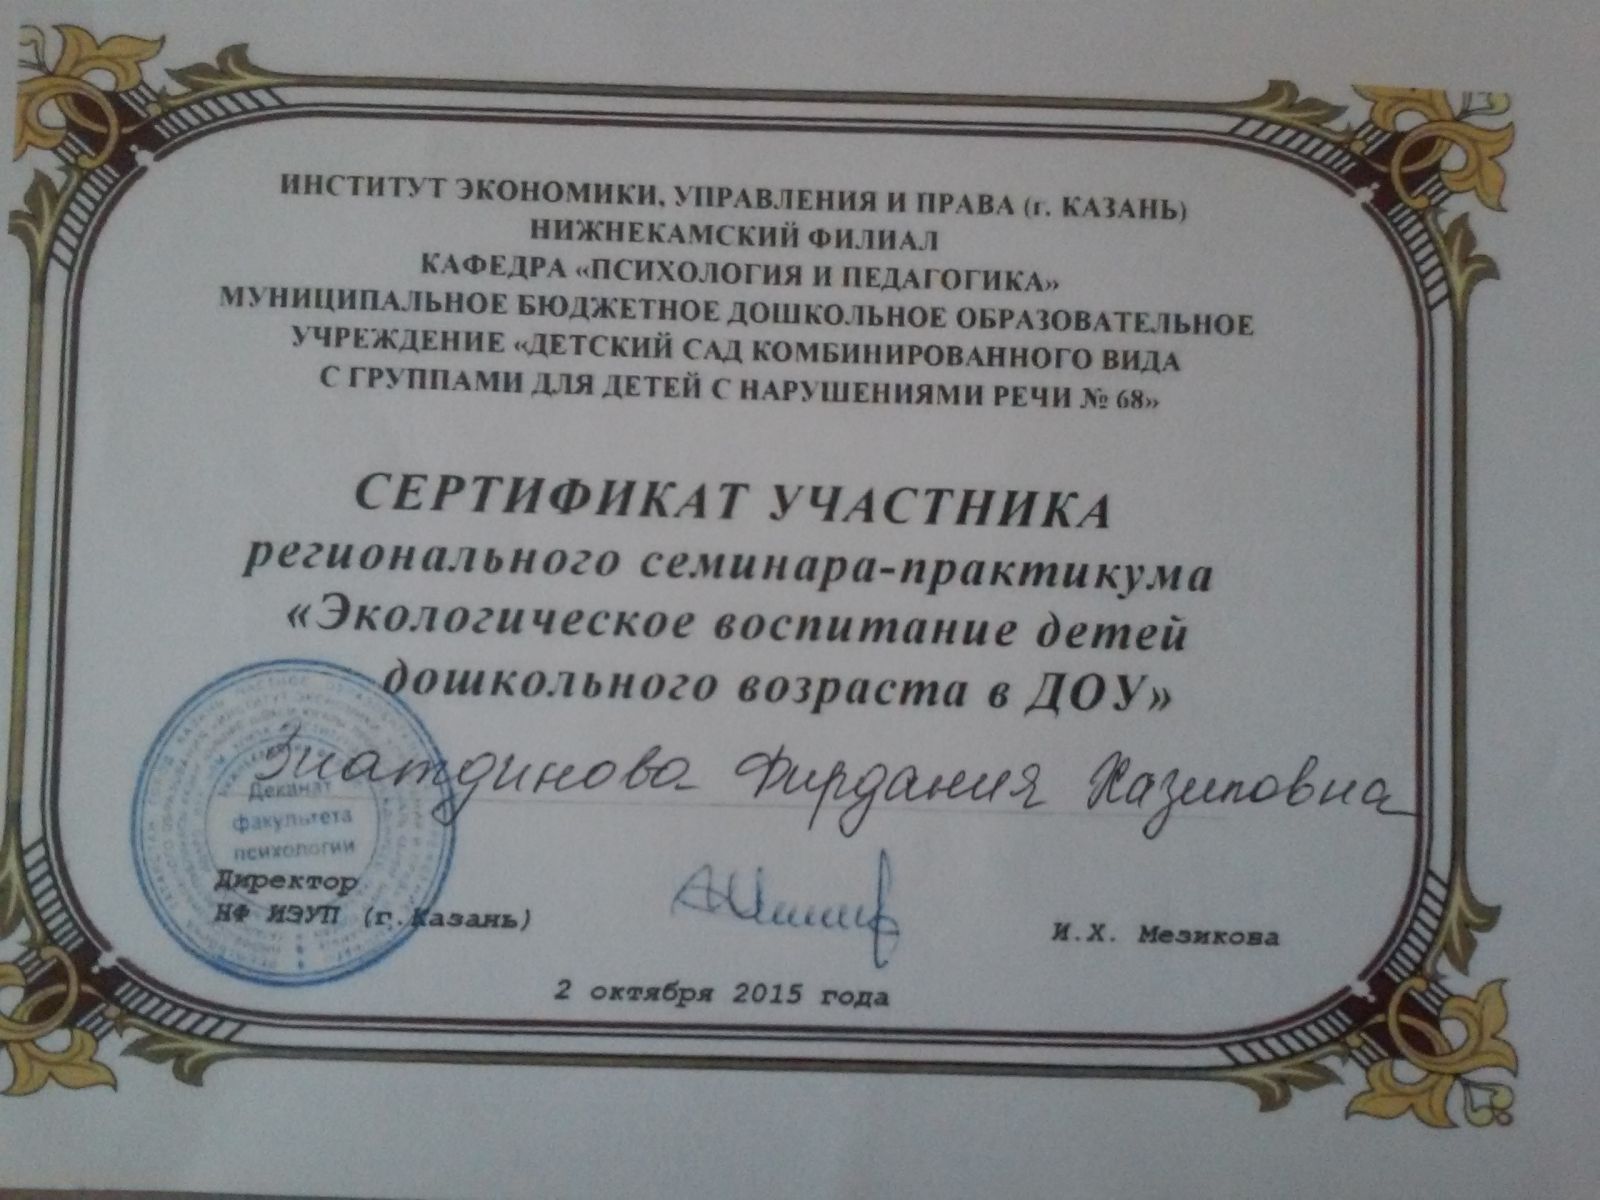 ИНСТИТУТ ЭКОНОМИКИ, УПРАВЛЕНИЯ И ПРАВА (г. КАЗАНЬ)
НИЖНЕКАМСКИЙ ФИЛИАЛ
КАФЕДРА «ПСИХОЛОГИЯ И ПЕДАГОГИКА»
МУНИЦИПАЛЬНОЕ БЮДЖЕТНОЕ ДОШКОЛЬНОЕ ОБРАЗОВАТЕЛЬНОЕ
УЧРЕЖДЕНИЕ «ДЕТСКИЙ САД КОМБИНИРОВАННОГО ВИДА
С ГРУППАМИ ДЛЯ ДЕТЕЙ С НАРУШЕНИЯМИ РЕЧИ № 68»
СЕРТИФИКАТ УЧАСТНИКА
регионального семинара-практикума
«Экологическое воспитание детей
дошкольного возраста в ДОУ»
Зиатдинова Фирдания Хазиповна
Деканат
факультета
психологии
Директор
НФ ИЭУП (г.Казань)
И.Х. Мезикова
2 октября 2015 года